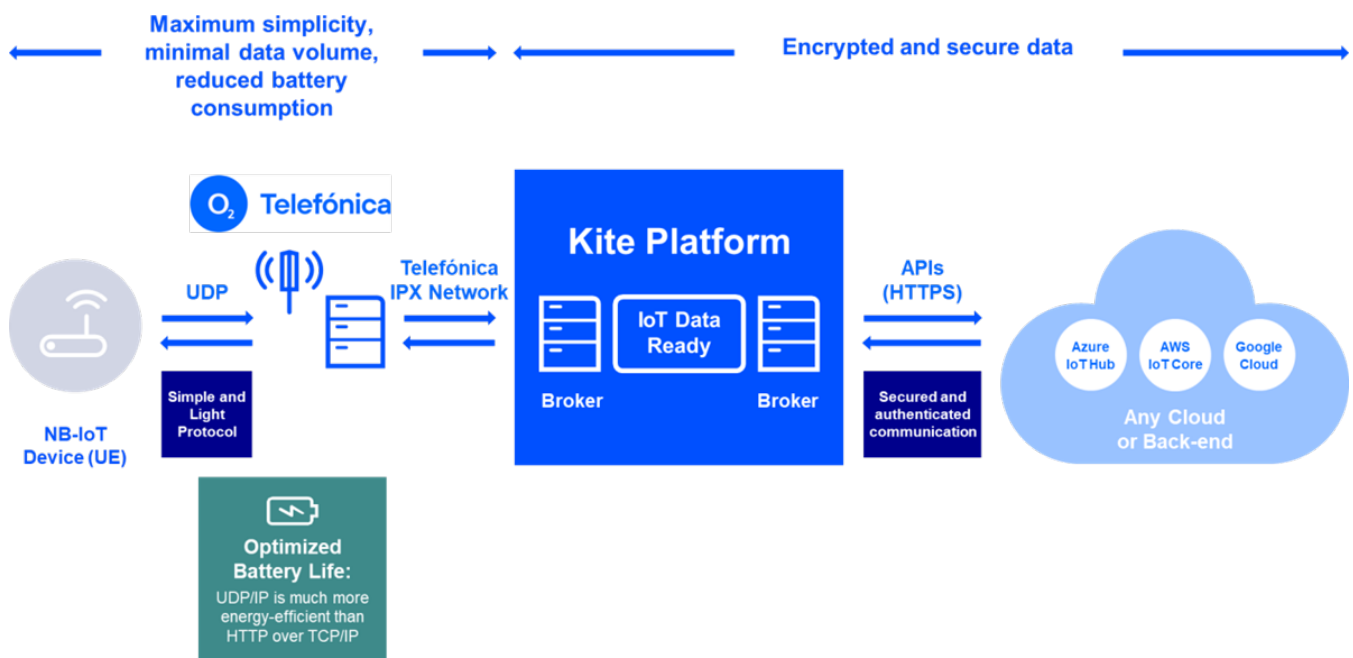 Maximum simplicity,
minimal data volume,
reduced battery
consumption
Encrypted and secure data
O2 Telefónica
Kite Platform
UDP
Telefónica
IPX Network
IoT Data
Ready
Broker
Broker
APIs
(HTTPS)
Azure
IoT Hub
AWS
IoT Core
Google
Cloud
Any Cloud
or Back-end
NB-IoT
Device (UE)
Simple and
Light
Protocol
Secured and
authenticated
communication
Optimized
Battery Life:
UDP/IP is much more
energy-efficient than
HTTP over TCP/IP